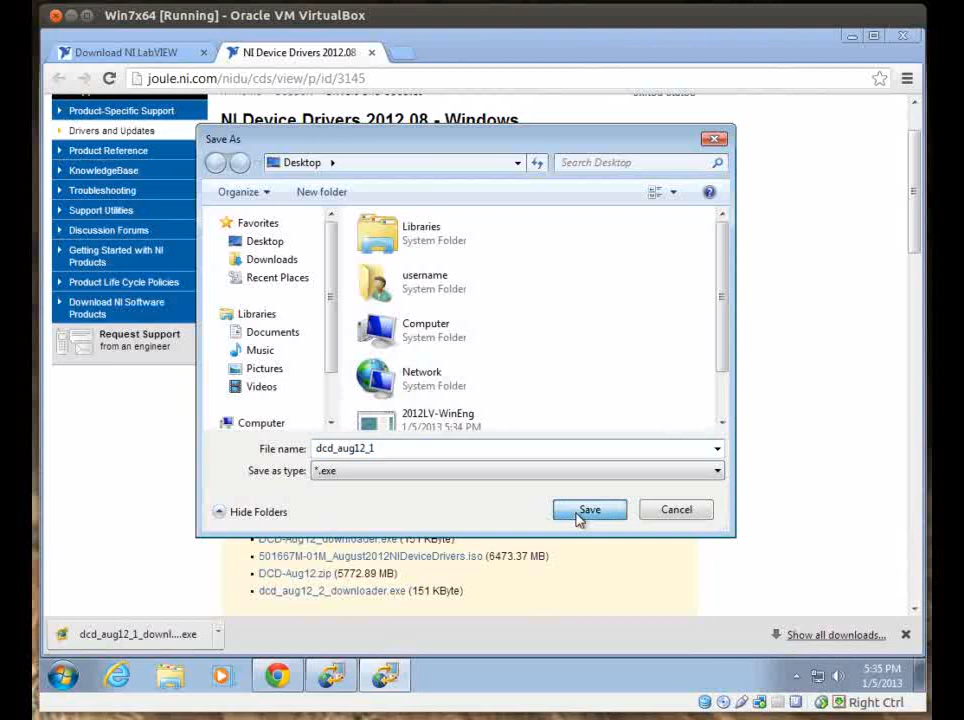 Win7x64 [Running] - Oracle VM VirtualBox
Download NI LabVIEW
NI Device Drivers 2012.08
joule.ni.com/nidu/cds/view/p/id/3145
Product-Specific Support
Drivers and Updates
Product Reference
KnowledgeBase
Troubleshooting
Support Utilities
Discussion Forums
Getting Started with NI
Products
Product Life Cycle Policies
Download NI Software
Products
Request Support
from an engineer
United States
NI Device Drivers 2012.08 - Windows
Save As
Desktop
Search Desktop
Organize
New folder
Favorites
Desktop
Downloads
Recent Places
Libraries
Documents
Music
Pictures
Videos
Computer
Libraries
System Folder
username
System Folder
Computer
System Folder
Network
System Folder
2012LV-WinEng
1/5/2013 5:34 PM
File name: dcd_aug12_1
Save as type: *.exe
Hide Folders
Save
Cancel
DCD-Aug12_downloader.exe (151 KByte)
501667M-01M_August2012NIDeviceDrivers.iso (6473.37 MB)
DCD-Aug12.zip (5772.89 MB)
dcd_aug12_2_downloader.exe (151 KByte)
dcd_aug12_1_downl....exe
Show all downloads...
5:35 PM
1/5/2013
Right Ctrl